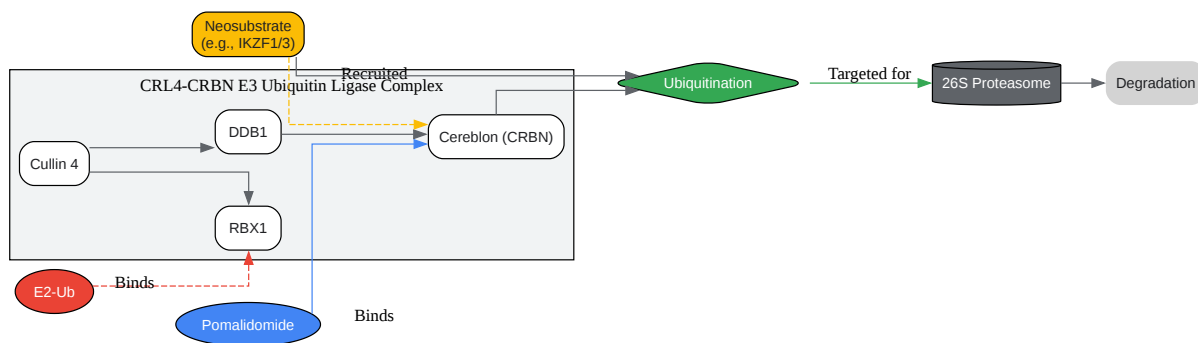 Neosubstrate
(e.g., IKZF1/3)
Recruited
CRL4-CRBN E3 Ubiquitin Ligase Complex
Ubiquitination
Targeted for
26S Proteasome
Degradation
DDB1
Cereblon (CRBN)
Cullin 4
RBX1
E2-Ub
Binds
Pomalidomide
Binds